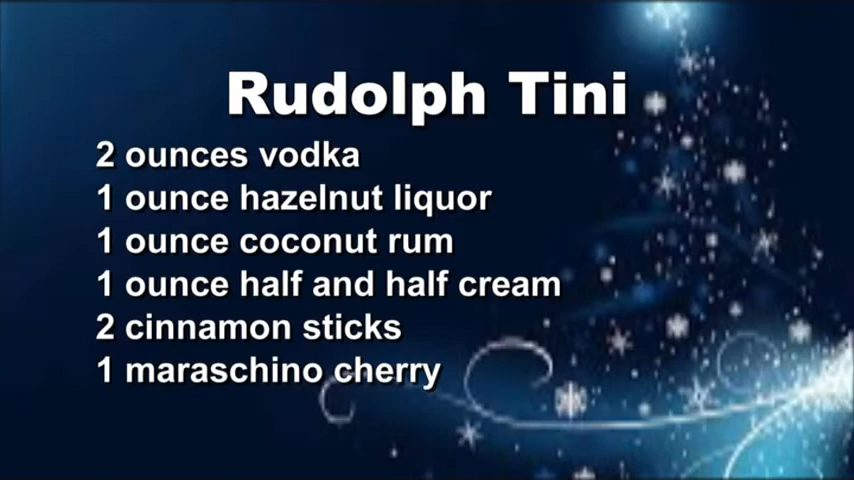 Rudolph Tini
2 ounces vodka
1 ounce hazelnut liquor
1 ounce coconut rum
1 ounce half and half cream
2 cinnamon sticks
1 maraschino cherry